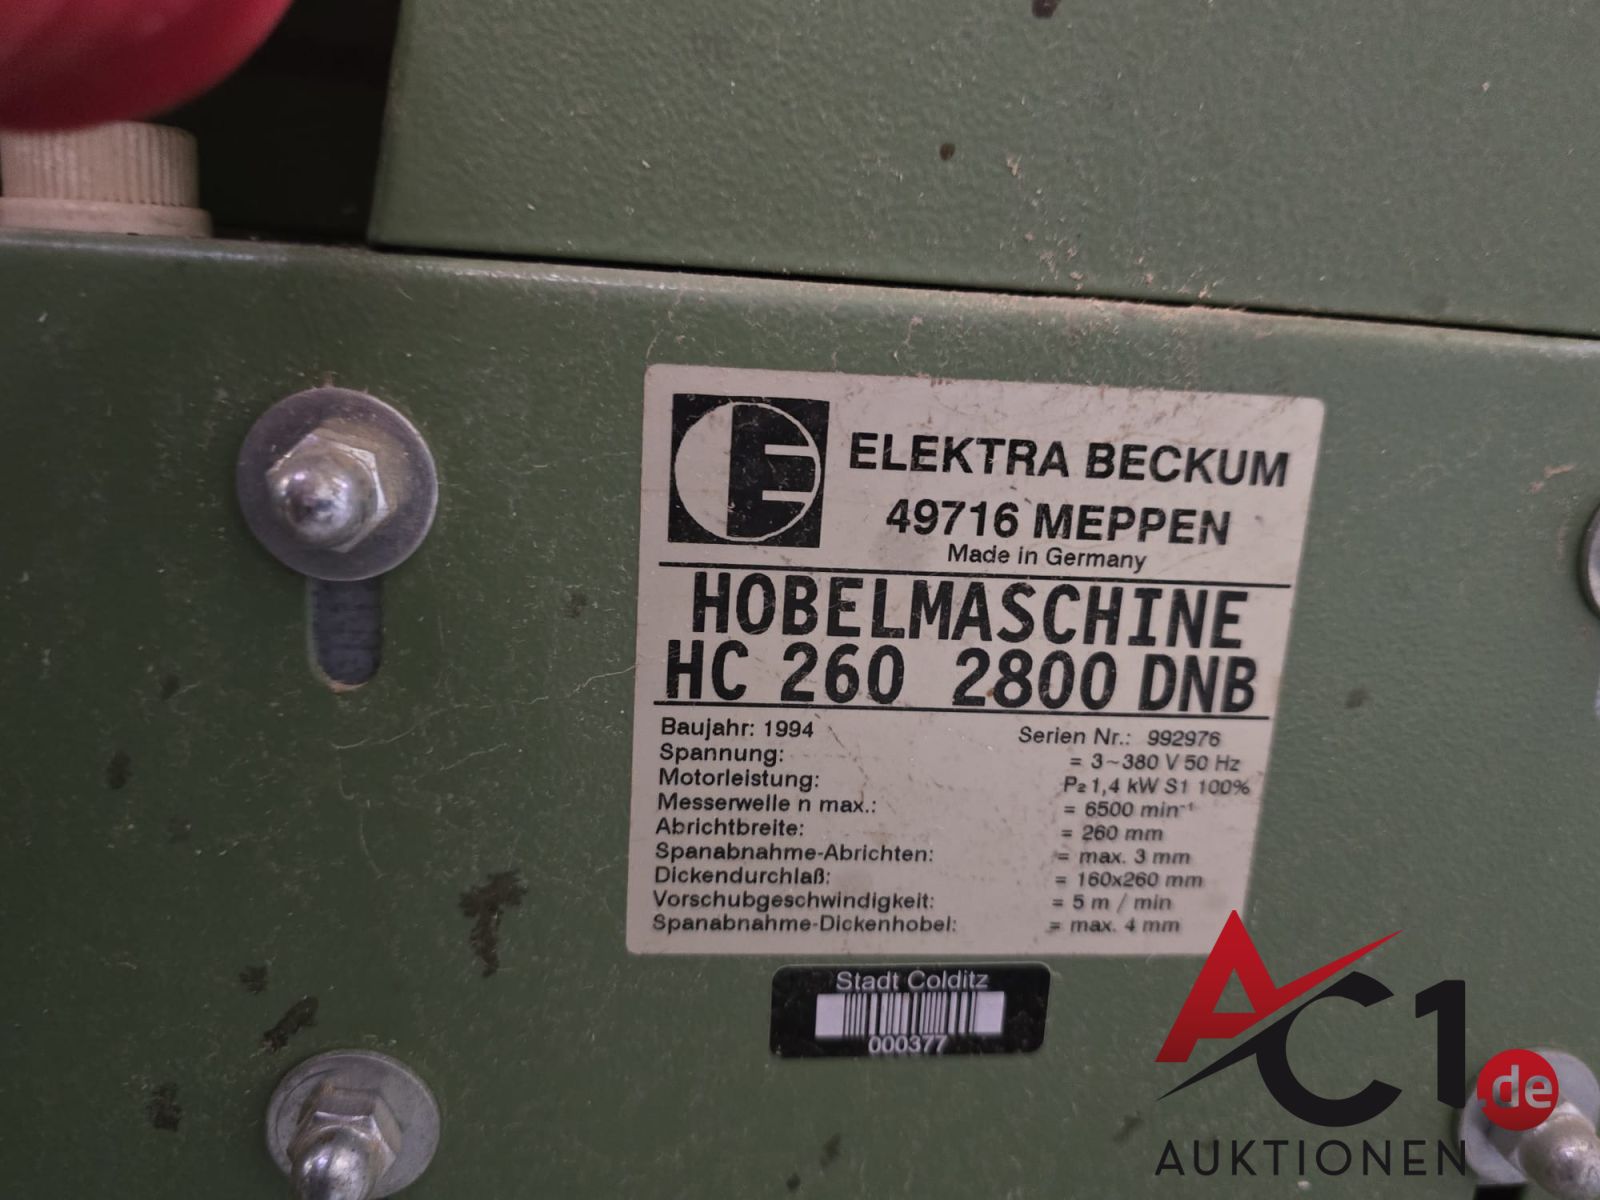 ELEKTRA BECKUM
49716 MEPPEN
Made in Germany
HOBELMASCHINE
HC 260 2800 DNB
Baujahr: 1994 Serien Nr.: 992976
Spannung: = 3~380 V 50 Hz
Motorleistung: P₂ 1,4 kW S1 100%
Messerwelle n max.: = 6500 min⁻¹
Abrichtbreite: = 260 mm
Spanabnahme-Abrichten: = max. 3 mm
Dickendurchlaß: = 160x260 mm
Vorschubgeschwindigkeit: = 5 m / min
Spanabnahme-Dickenhobel: = max. 4 mm
Stadt Colditz
000377
AC1.de
AUKTIONEN